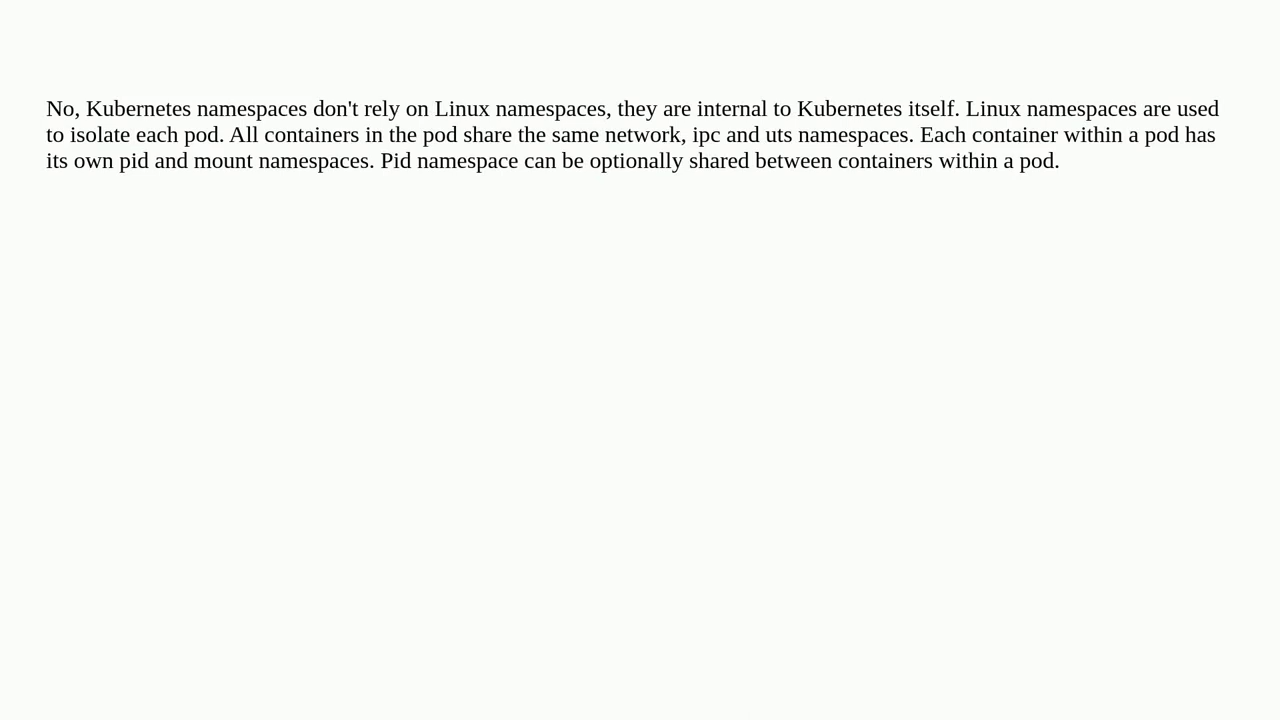 No, Kubernetes namespaces don't rely on Linux namespaces, they are internal to Kubernetes itself. Linux namespaces are used
to isolate each pod. All containers in the pod share the same network, ipc and uts namespaces. Each container within a pod has
its own pid and mount namespaces. Pid namespace can be optionally shared between containers within a pod.